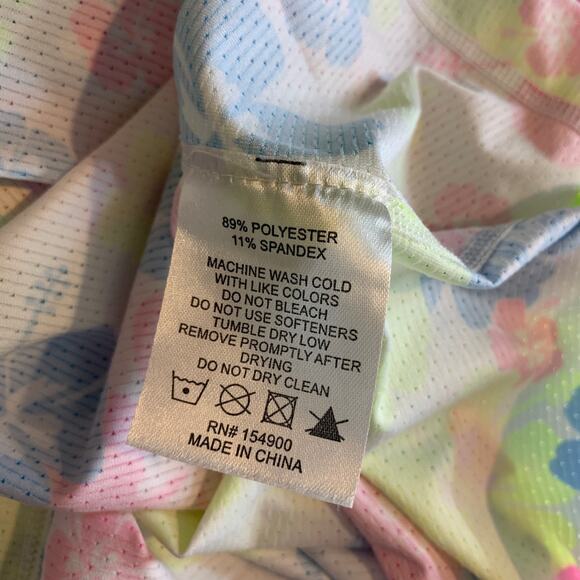 89% POLYESTER
11% SPANDEX
MACHINE WASH COLD
WITH LIKE COLORS
DO NOT BLEACH
DO NOT USE SOFTENERS
TUMBLE DRY LOW
REMOVE PROMPTLY AFTER
DRYING
DO NOT DRY CLEAN
RN# 154900
MADE IN CHINA